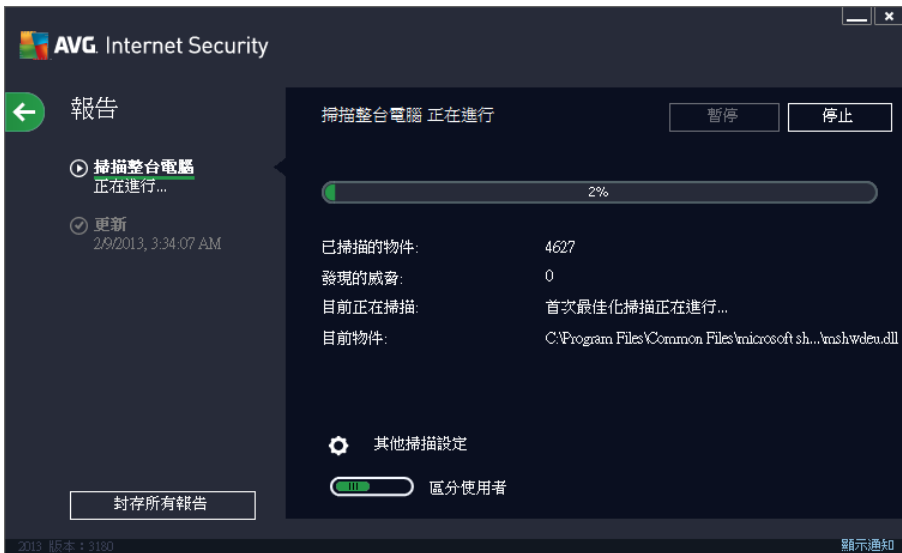 AVG. Internet Security
報告
掃描整台電腦
正在進行...
更新
2/9/2013, 3:34:07 AM
封存所有報告
掃描整台電腦 正在進行
暫停
停止
2%
已掃描的物件: 4627
發現的威脅: 0
目前正在掃描: 首次最佳化掃描正在進行...
目前物件: C:\Program Files\Common Files\microsoft sh...\mshwdeu.dll
其他掃描設定
區分使用者
2013 版本：3180
顯示通知